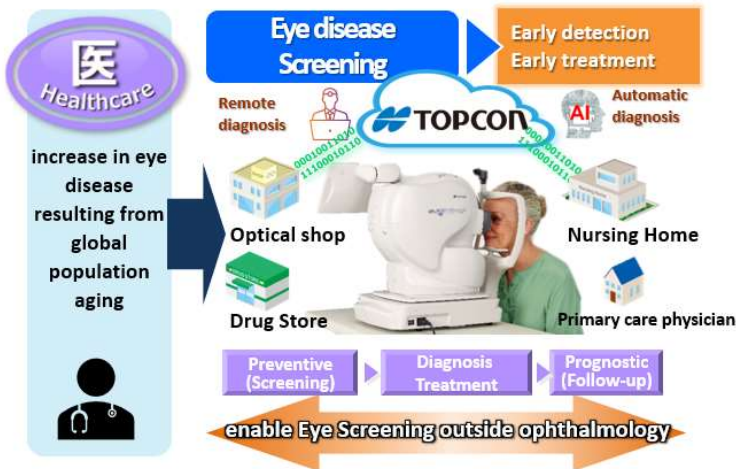 医
Healthcare
increase in eye
disease
resulting from
global
population
aging
Eye disease
Screening
Early detection
Early treatment
Remote
diagnosis
TOPCON
AI
Automatic
diagnosis
00010011010
11100010110
Optical shop
Nursing Home
Drug Store
Primary care physician
Preventive
(Screening)
Diagnosis
Treatment
Prognostic
(Follow-up)
enable Eye Screening outside ophthalmology